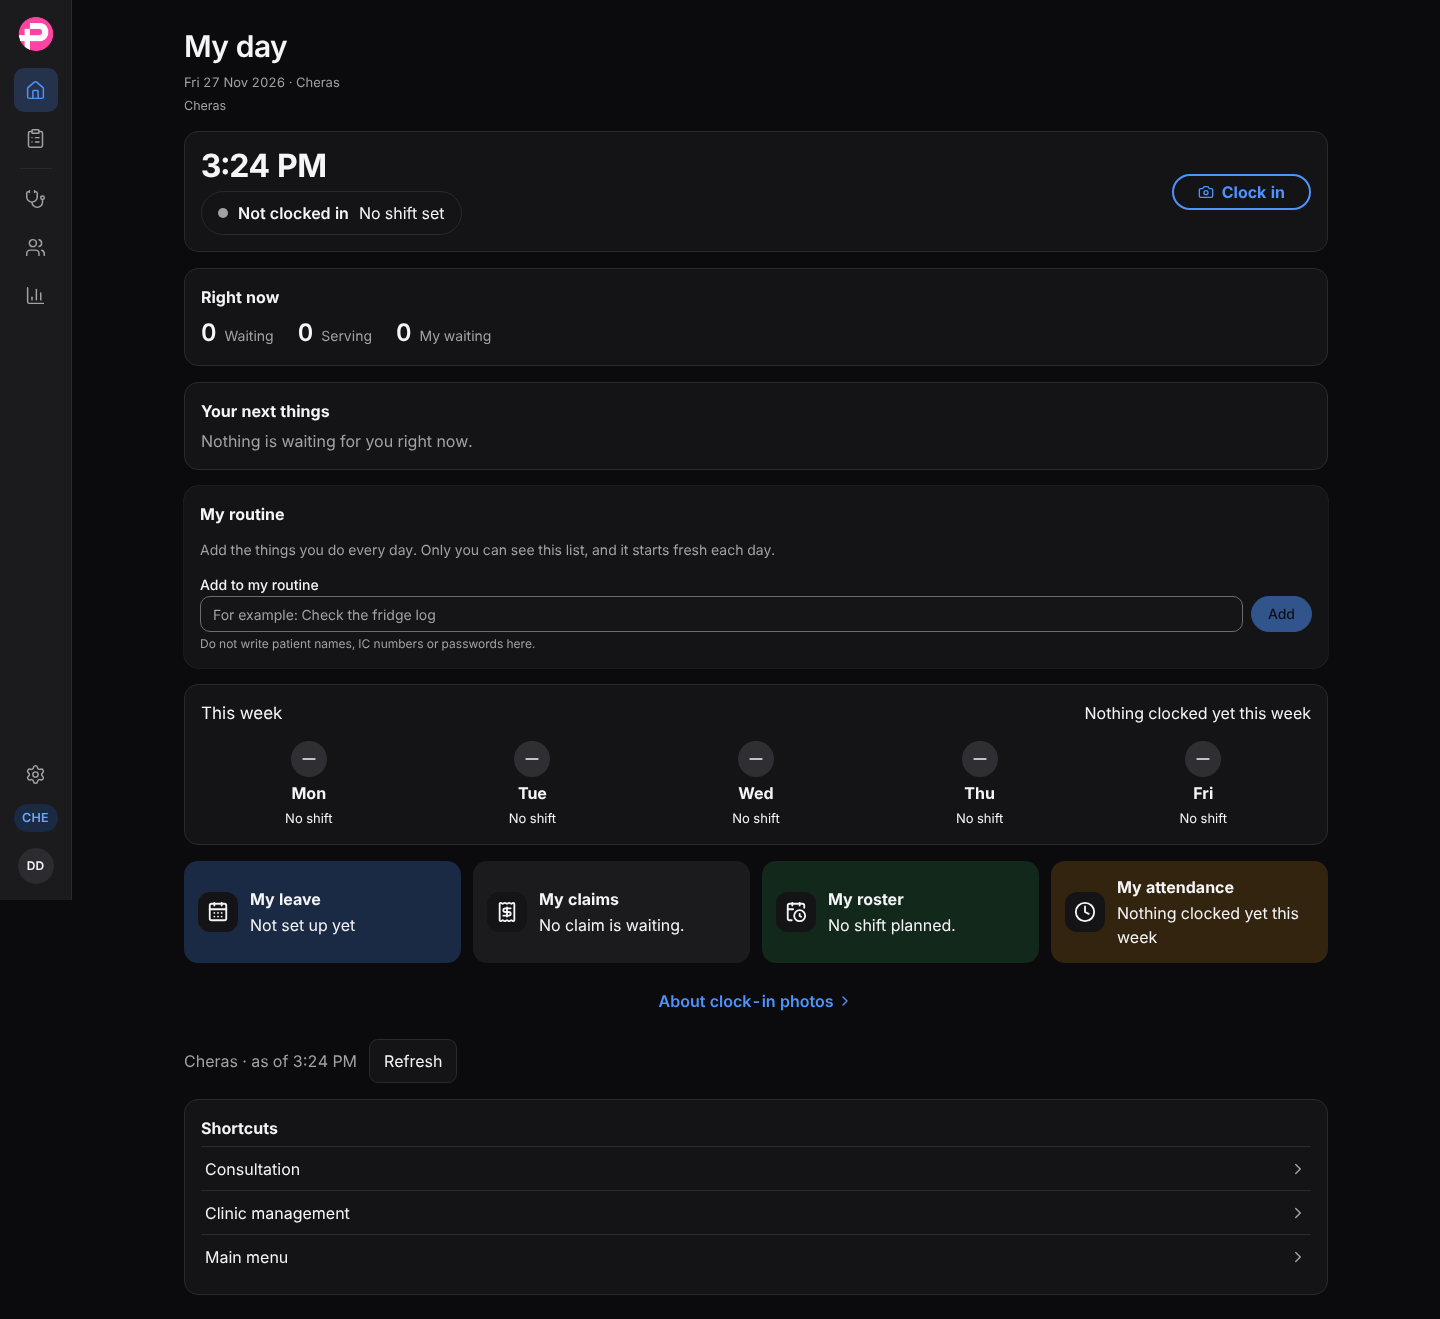 My day
Fri 27 Nov 2026 · Cheras
Cheras
3:24 PM
Not clocked in No shift set
Clock in
Right now
0 Waiting 0 Serving 0 My waiting
Your next things
Nothing is waiting for you right now.
My routine
Add the things you do every day. Only you can see this list, and it starts fresh each day.
Add to my routine
For example: Check the fridge log
Add
Do not write patient names, IC numbers or passwords here.
This week
Nothing clocked yet this week
Mon Tue Wed Thu Fri
No shift No shift No shift No shift No shift
CHE
DD
My leave
Not set up yet
My claims
No claim is waiting.
My roster
No shift planned.
My attendance
Nothing clocked yet this
week
About clock-in photos
Cheras · as of 3:24 PM
Refresh
Shortcuts
Consultation
Clinic management
Main menu